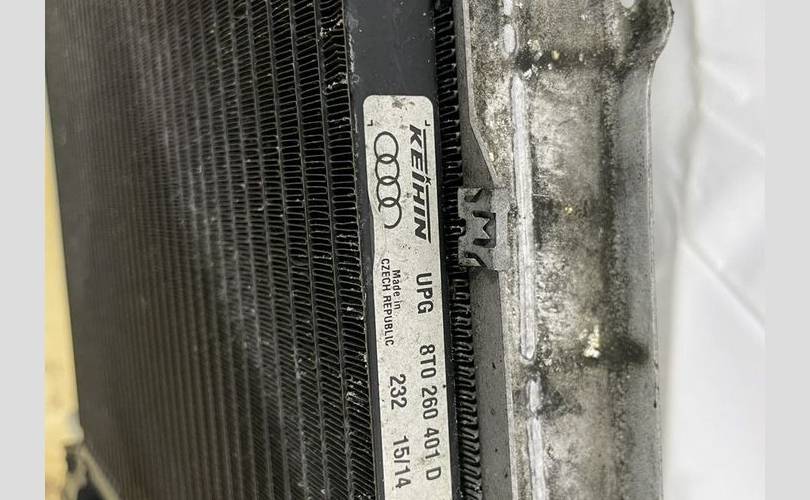 KEIHIN
UPG 8T0 260 401 D
Made in
CZECH REPUBLIC
232 15/14